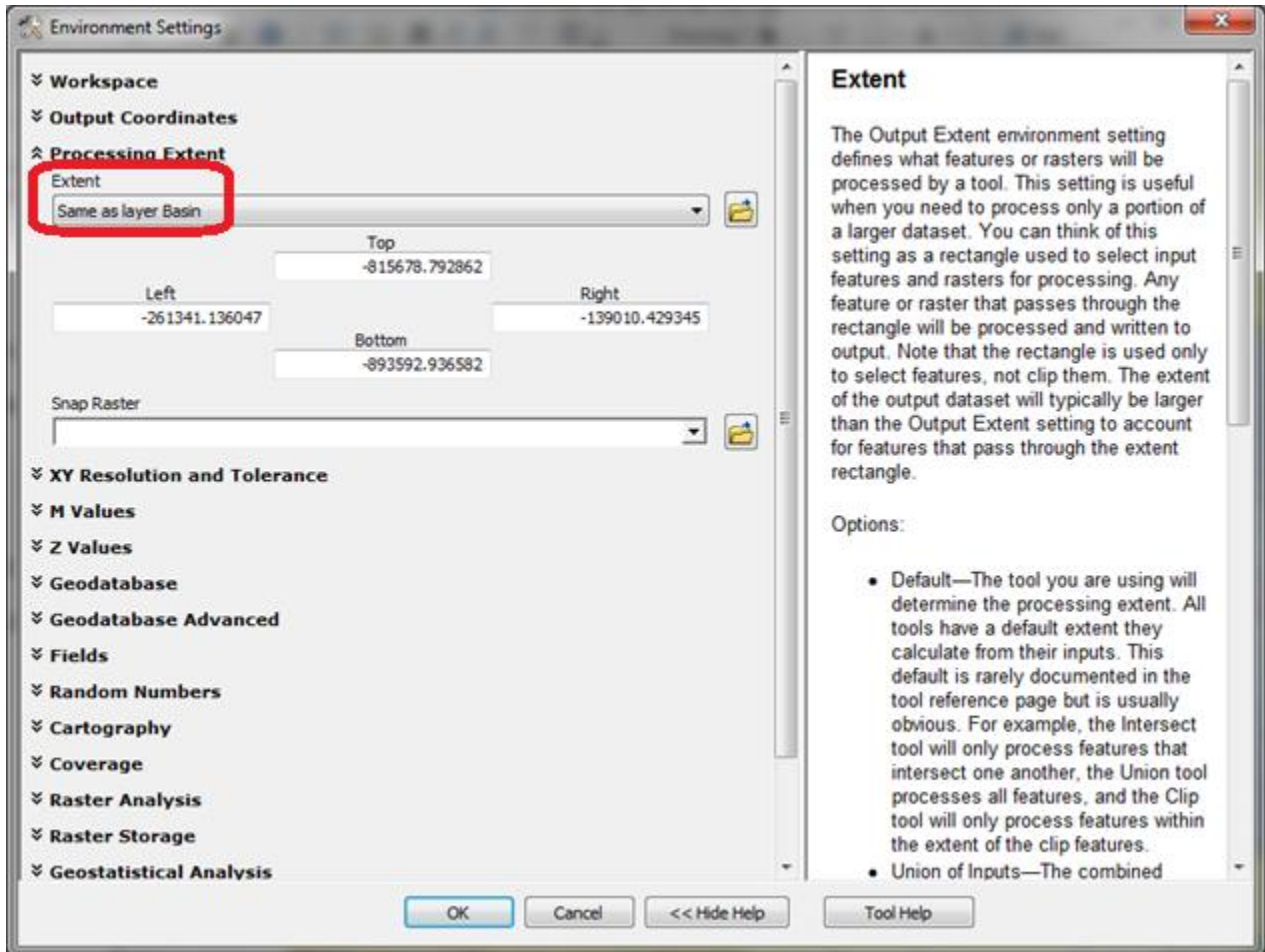 Environment Settings
Workspace
Output Coordinates
Processing Extent
Extent
Same as layer Basin
Top
-815678.792862
Left
Right
-261341.136047
-139010.429345
Bottom
-893592.936582
Snap Raster
XY Resolution and Tolerance
M Values
Z Values
Geodatabase
Geodatabase Advanced
Fields
Random Numbers
Cartography
Coverage
Raster Analysis
Raster Storage
Geostatistical Analysis
Extent
The Output Extent environment setting
defines what features or rasters will be
processed by a tool. This setting is useful
when you need to process only a portion of
a larger dataset. You can think of this
setting as a rectangle used to select input
features and rasters for processing. Any
feature or raster that passes through the
rectangle will be processed and written to
output. Note that the rectangle is used only
to select features, not clip them. The extent
of the output dataset will typically be larger
than the Output Extent setting to account
for features that pass through the extent
rectangle.
Options:
• Default—The tool you are using will
determine the processing extent. All
tools have a default extent they
calculate from their inputs. This
default is rarely documented in the
tool reference page but is usually
obvious. For example, the Intersect
tool will only process features that
intersect one another, the Union tool
processes all features, and the Clip
tool will only process features within
the extent of the clip features.
• Union of Inputs—The combined
OK
Cancel
<< Hide Help
Tool Help